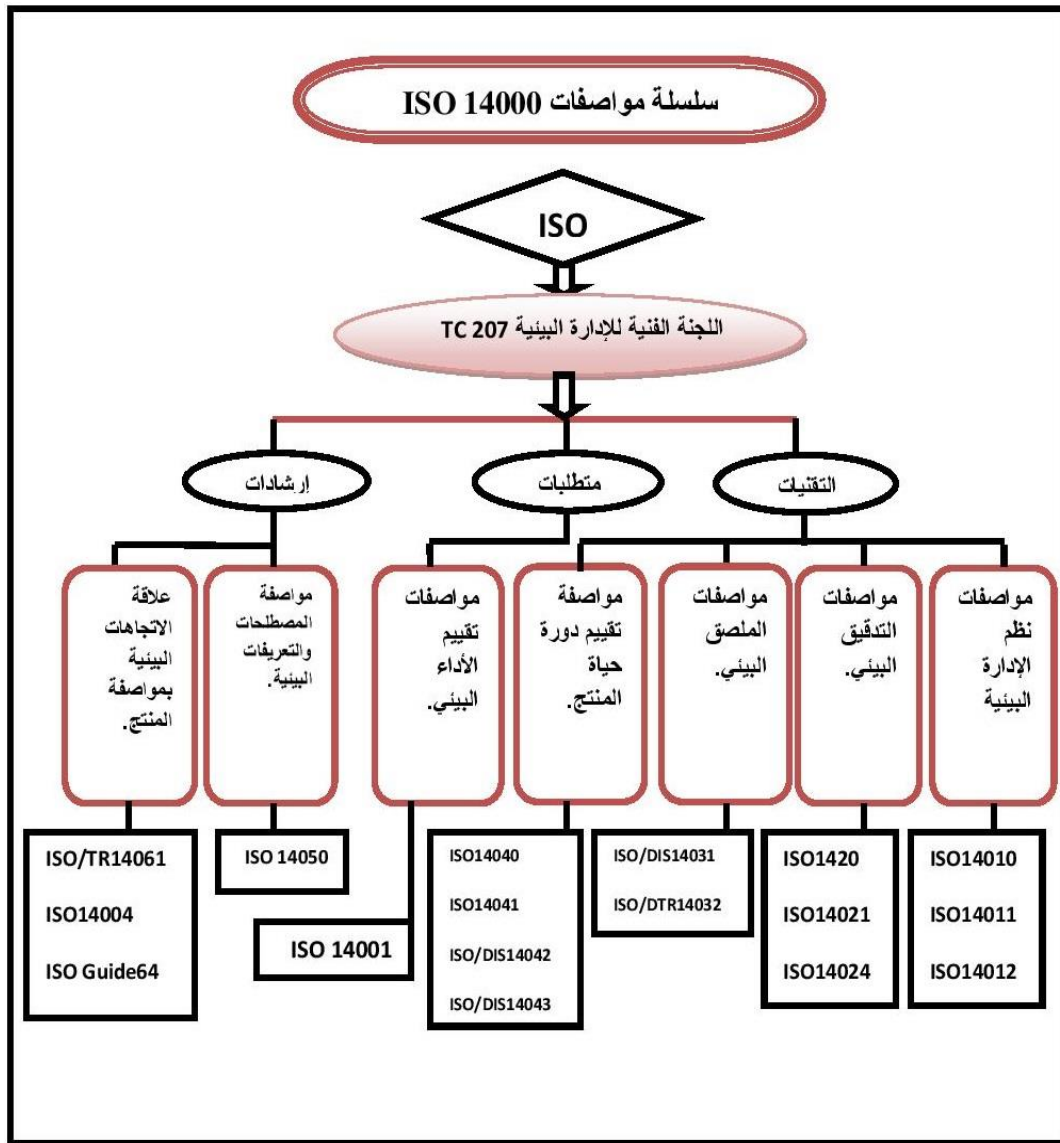 سلسلة مواصفات ISO 14000
ISO
اللجنة الفنية للإدارة البيئية TC 207
التقنيات
متطلبات
إرشادات
مواصفات
نظم
الإدارة
البيئية
مواصفات
التدقيق
البيئي.
مواصفات
الملصق
البيئي.
مواصفة
تقييم دورة
حياة
المنتج.
مواصفات
تقييم
الأداء
البيئي.
مواصفة
المصطلحات
والتعريفات
البيئية.
علاقة
الاتجاهات
البيئية
بمواصفة
المنتج.
ISO14010
ISO14011
ISO14012
ISO1420
ISO14021
ISO14024
ISO/DIS14031
ISO/DTR14032
ISO14040
ISO14041
ISO/DIS14042
ISO/DIS14043
ISO 14001
ISO 14050
ISO/TR14061
ISO14004
ISO Guide64